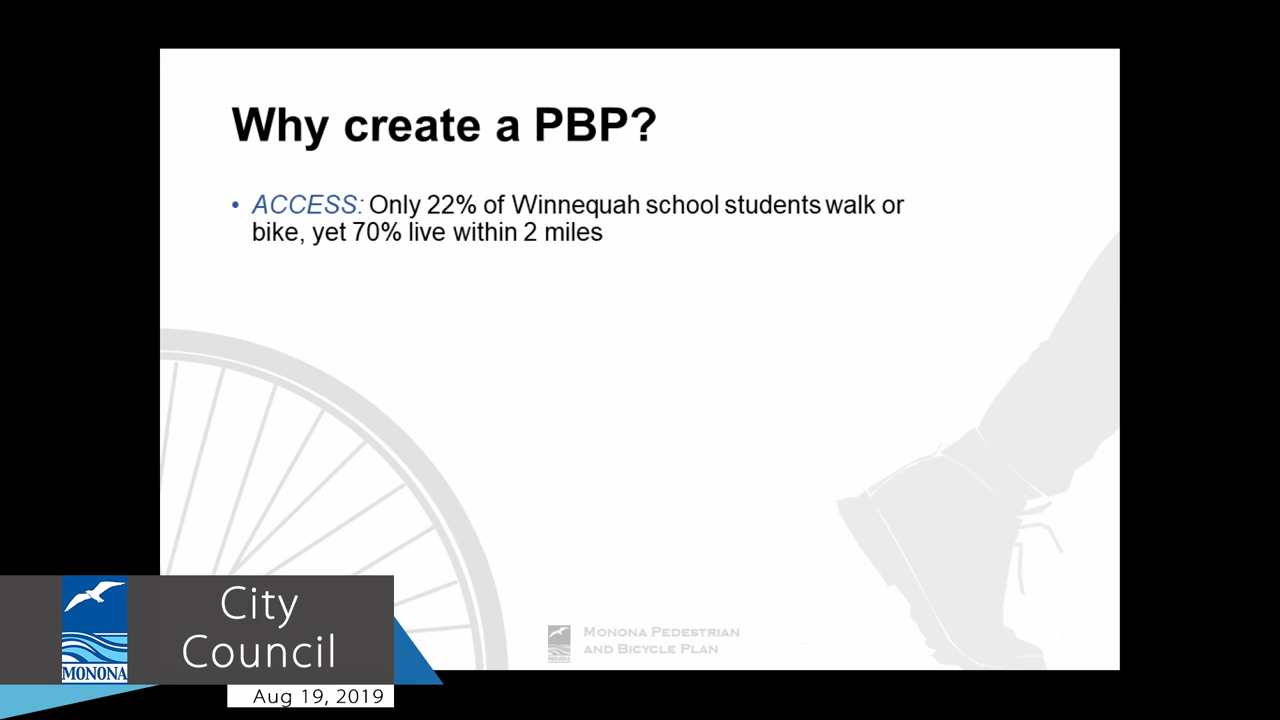 Why create a PBP?
• ACCESS: Only 22% of Winnequah school students walk or
bike, yet 70% live within 2 miles
MONONA PEDESTRIAN
AND BICYCLE PLAN
City
Council
MONONA
Aug 19, 2019